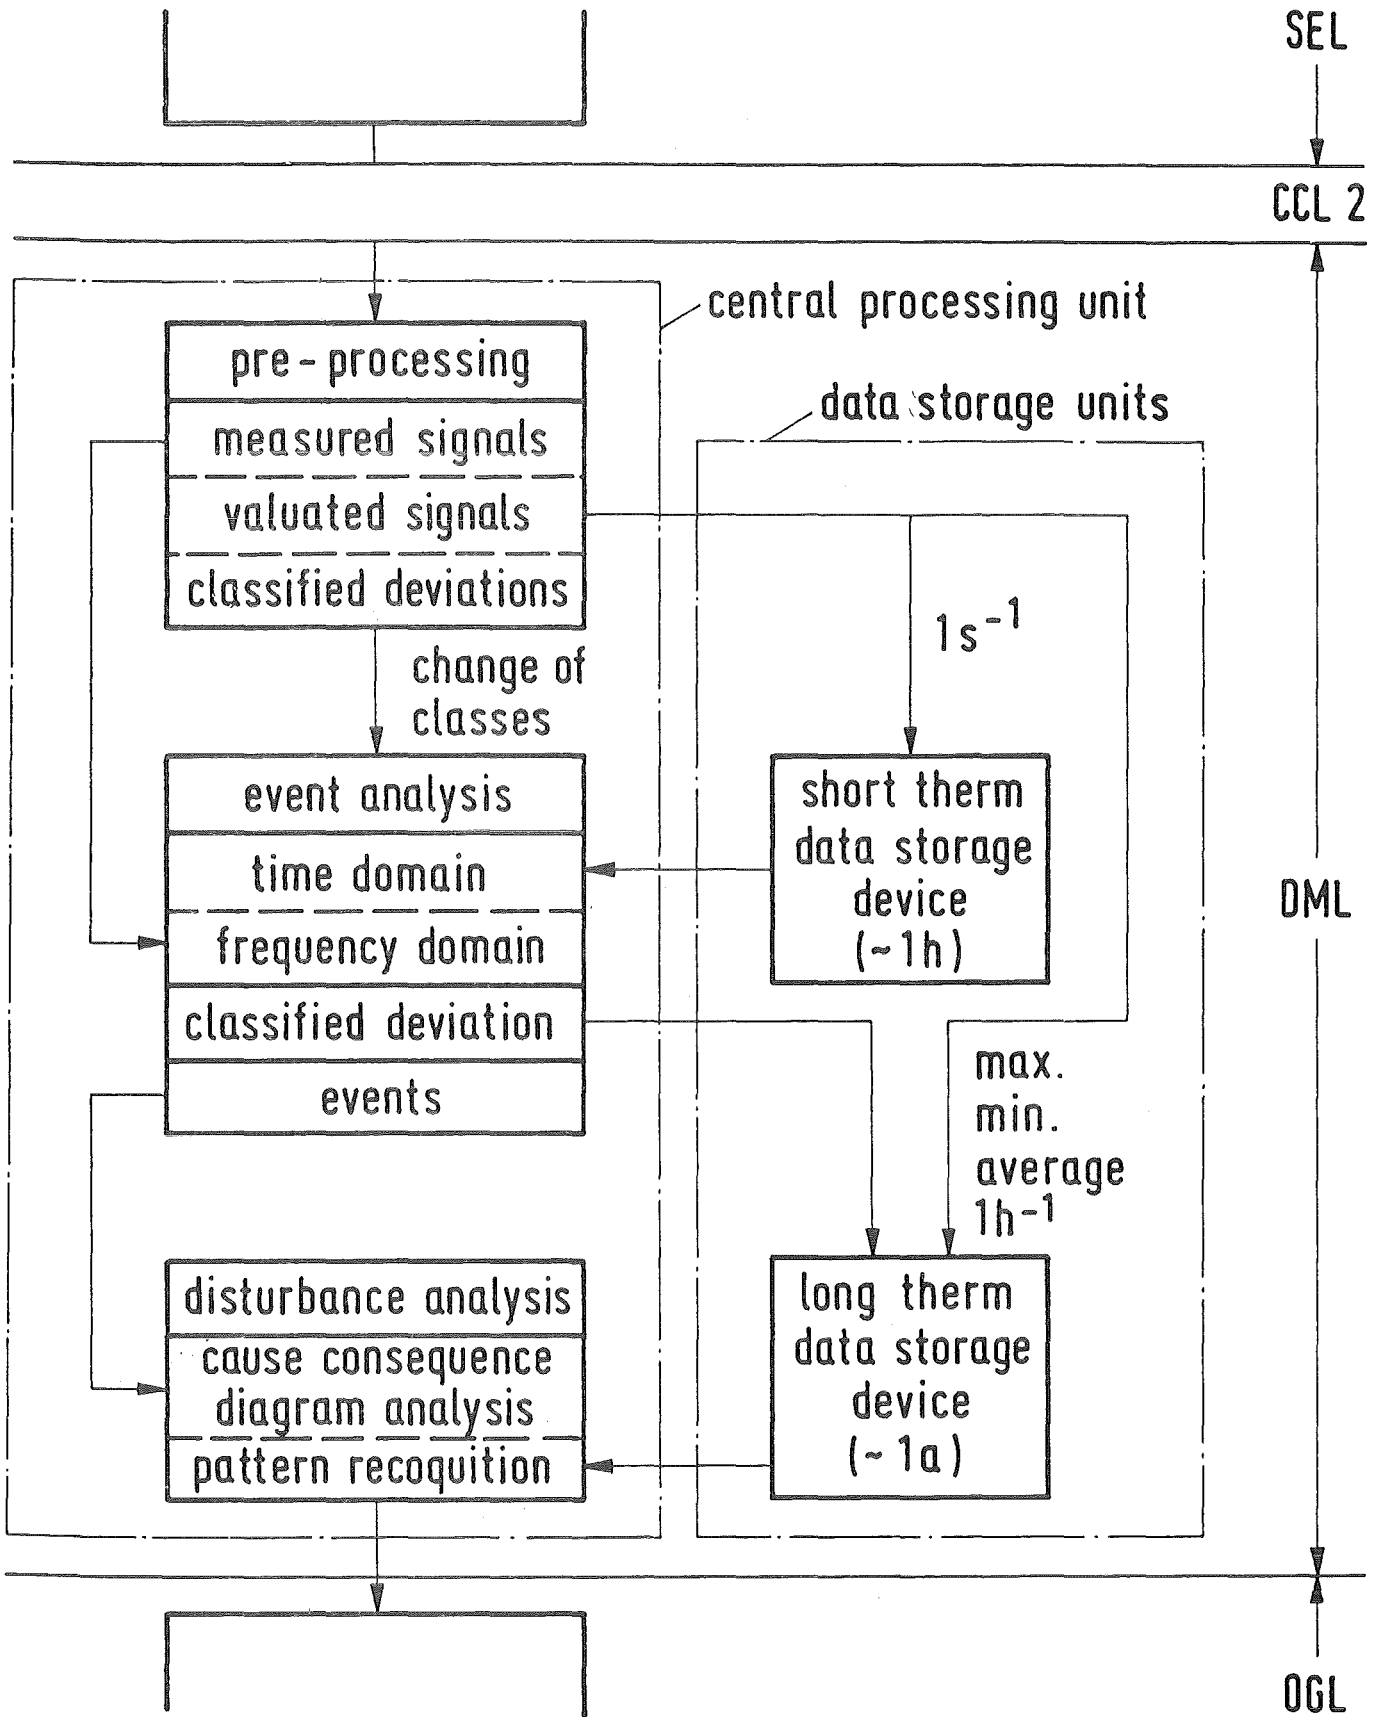 SEL
CCL 2
central processing unit
data storage units
pre-processing
measured signals
valuated signals
classified deviations
1s⁻¹
change of
classes
event analysis
time domain
frequency domain
classified deviation
events
short therm
data storage
device
(~1h)
DML
max.
min.
average
1h⁻¹
disturbance analysis
cause consequence
diagram analysis
pattern recoqution
long therm
data storage
device
(~1a)
OGL